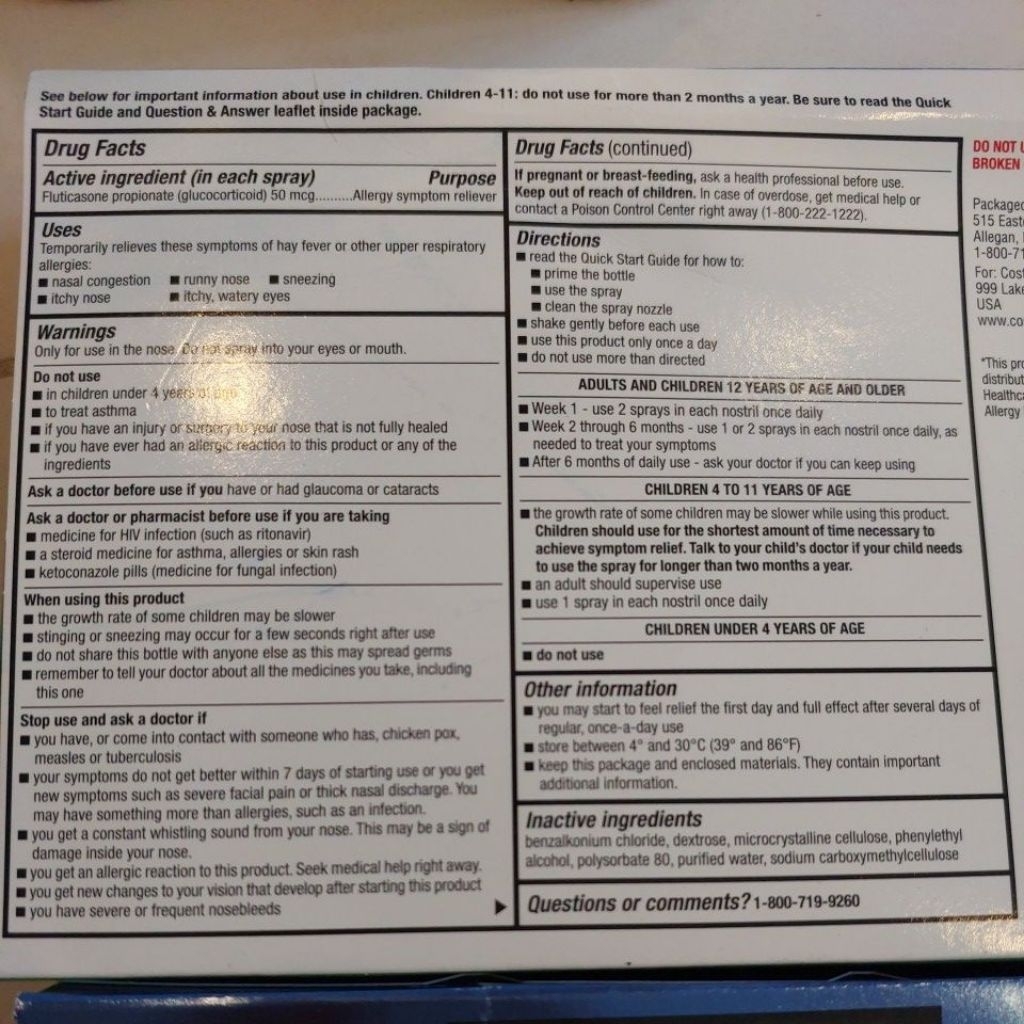 See below for important information about use in children. Children 4-11: do not use for more than 2 months a year. Be sure to read the Quick
Start Guide and Question & Answer leaflet inside package.
Drug Facts
Active ingredient (in each spray) Purpose
Fluticasone propionate (glucocorticoid) 50 mcg..........Allergy symptom reliever
Uses
Temporarily relieves these symptoms of hay fever or other upper respiratory
allergies:
■ nasal congestion ■ runny nose ■ sneezing
■ itchy nose ■ itchy, watery eyes
Warnings
Only for use in the nose. Do not spray into your eyes or mouth.
Do not use
■ in children under 4 years of age
■ to treat asthma
■ if you have an injury or surgery to your nose that is not fully healed
■ if you have ever had an allergic reaction to this product or any of the
ingredients
Ask a doctor before use if you have or had glaucoma or cataracts
Ask a doctor or pharmacist before use if you are taking
■ medicine for HIV infection (such as ritonavir)
■ a steroid medicine for asthma, allergies or skin rash
■ ketoconazole pills (medicine for fungal infection)
When using this product
■ the growth rate of some children may be slower
■ stinging or sneezing may occur for a few seconds right after use
■ do not share this bottle with anyone else as this may spread germs
■ remember to tell your doctor about all the medicines you take, including
this one
Stop use and ask a doctor if
■ you have, or come into contact with someone who has, chicken pox,
measles or tuberculosis
■ your symptoms do not get better within 7 days of starting use or you get
new symptoms such as severe facial pain or thick nasal discharge. You
may have something more than allergies, such as an infection.
■ you get a constant whistling sound from your nose. This may be a sign of
damage inside your nose.
■ you get an allergic reaction to this product. Seek medical help right away.
■ you get new changes to your vision that develop after starting this product
■ you have severe or frequent nosebleeds
Drug Facts (continued)
If pregnant or breast-feeding, ask a health professional before use.
Keep out of reach of children. In case of overdose, get medical help or
contact a Poison Control Center right away (1-800-222-1222).
Directions
■ read the Quick Start Guide for how to:
■ prime the bottle
■ use the spray
■ clean the spray nozzle
■ shake gently before each use
■ use this product only once a day
■ do not use more than directed
ADULTS AND CHILDREN 12 YEARS OF AGE AND OLDER
■ Week 1 - use 2 sprays in each nostril once daily
■ Week 2 through 6 months - use 1 or 2 sprays in each nostril once daily, as
needed to treat your symptoms
■ After 6 months of daily use - ask your doctor if you can keep using
CHILDREN 4 TO 11 YEARS OF AGE
■ the growth rate of some children may be slower while using this product.
Children should use for the shortest amount of time necessary to
achieve symptom relief. Talk to your child's doctor if your child needs
to use the spray for longer than two months a year.
■ an adult should supervise use
■ use 1 spray in each nostril once daily
CHILDREN UNDER 4 YEARS OF AGE
■ do not use
Other information
■ you may start to feel relief the first day and full effect after several days of
regular, once-a-day use
■ store between 4° and 30°C (39° and 86°F)
■ keep this package and enclosed materials. They contain important
additional information.
Inactive ingredients
benzalkonium chloride, dextrose, microcrystalline cellulose, phenylethyl
alcohol, polysorbate 80, purified water, sodium carboxymethylcellulose
Questions or comments? 1-800-719-9260
DO NOT
BROKEN
Packaged
515 East
Allegan,
1-800-71
For: Cost
999 Lake
USA
www.co
*This pro
distribut
Healthca
Allergy